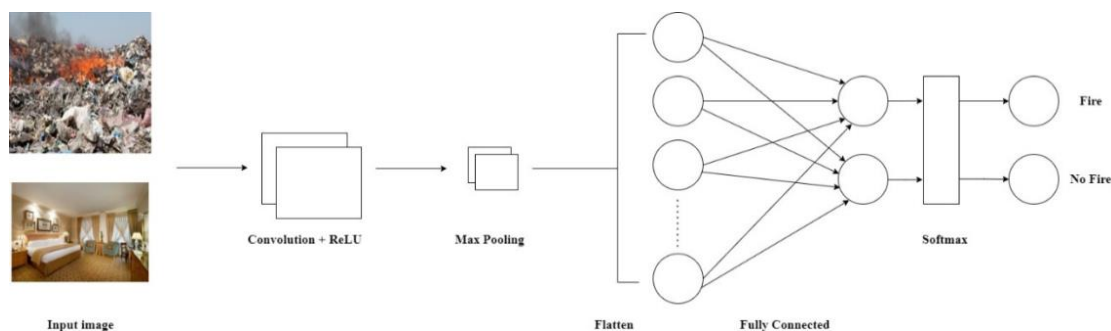 Fire
No Fire
Convolution + ReLU
Max Pooling
Softmax
Input image
Flatten
Fully Connected